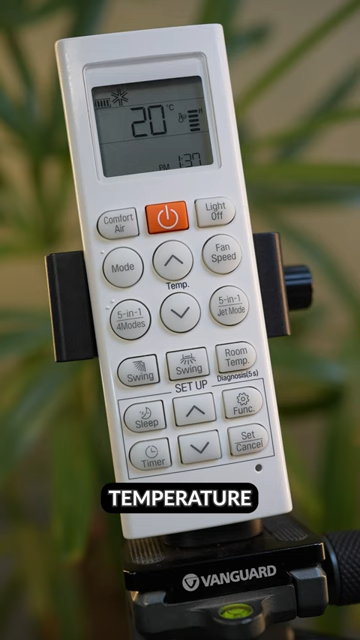 20°C
PM 1:30
Comfort
Air
Light
Off
Mode
Fan
Speed
Temp.
5-in-1
4Modes
5-in-1
Jet Mode
Swing
Swing
Room
Temp.
Diagnosis(5s)
SET UP
Sleep
Func.
Timer
Set
Cancel
TEMPERATURE
VANGUARD